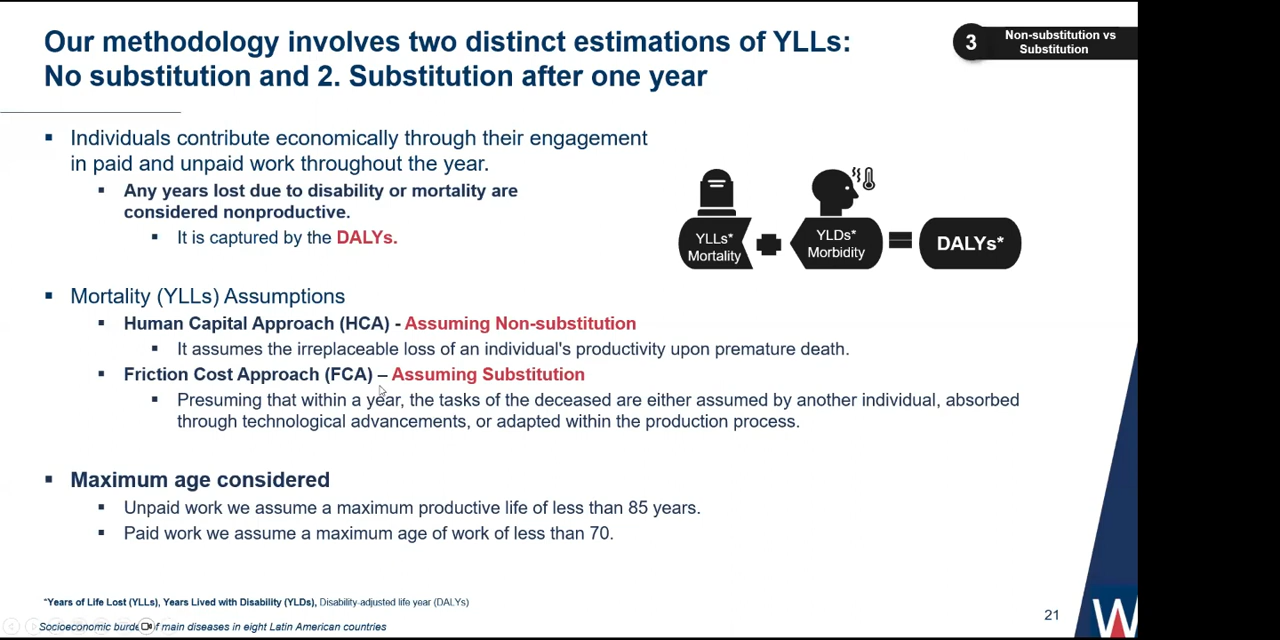 Our methodology involves two distinct estimations of YLLs:
No substitution and 2. Substitution after one year
3
Non-substitution vs
Substitution
Individuals contribute economically through their engagement
in paid and unpaid work throughout the year.
Any years lost due to disability or mortality are
considered nonproductive.
It is captured by the DALYs.
YLLs*
Mortality
YLDs*
Morbidity
DALYs*
Mortality (YLLs) Assumptions
Human Capital Approach (HCA) - Assuming Non-substitution
It assumes the irreplaceable loss of an individual's productivity upon premature death.
Friction Cost Approach (FCA) – Assuming Substitution
Presuming that within a year, the tasks of the deceased are either assumed by another individual, absorbed
through technological advancements, or adapted within the production process.
Maximum age considered
Unpaid work we assume a maximum productive life of less than 85 years.
Paid work we assume a maximum age of work of less than 70.
*Years of Life Lost (YLLs), Years Lived with Disability (YLDs), Disability-adjusted life year (DALYs)
Socioeconomic of main diseases in eight Latin American countries
21
W